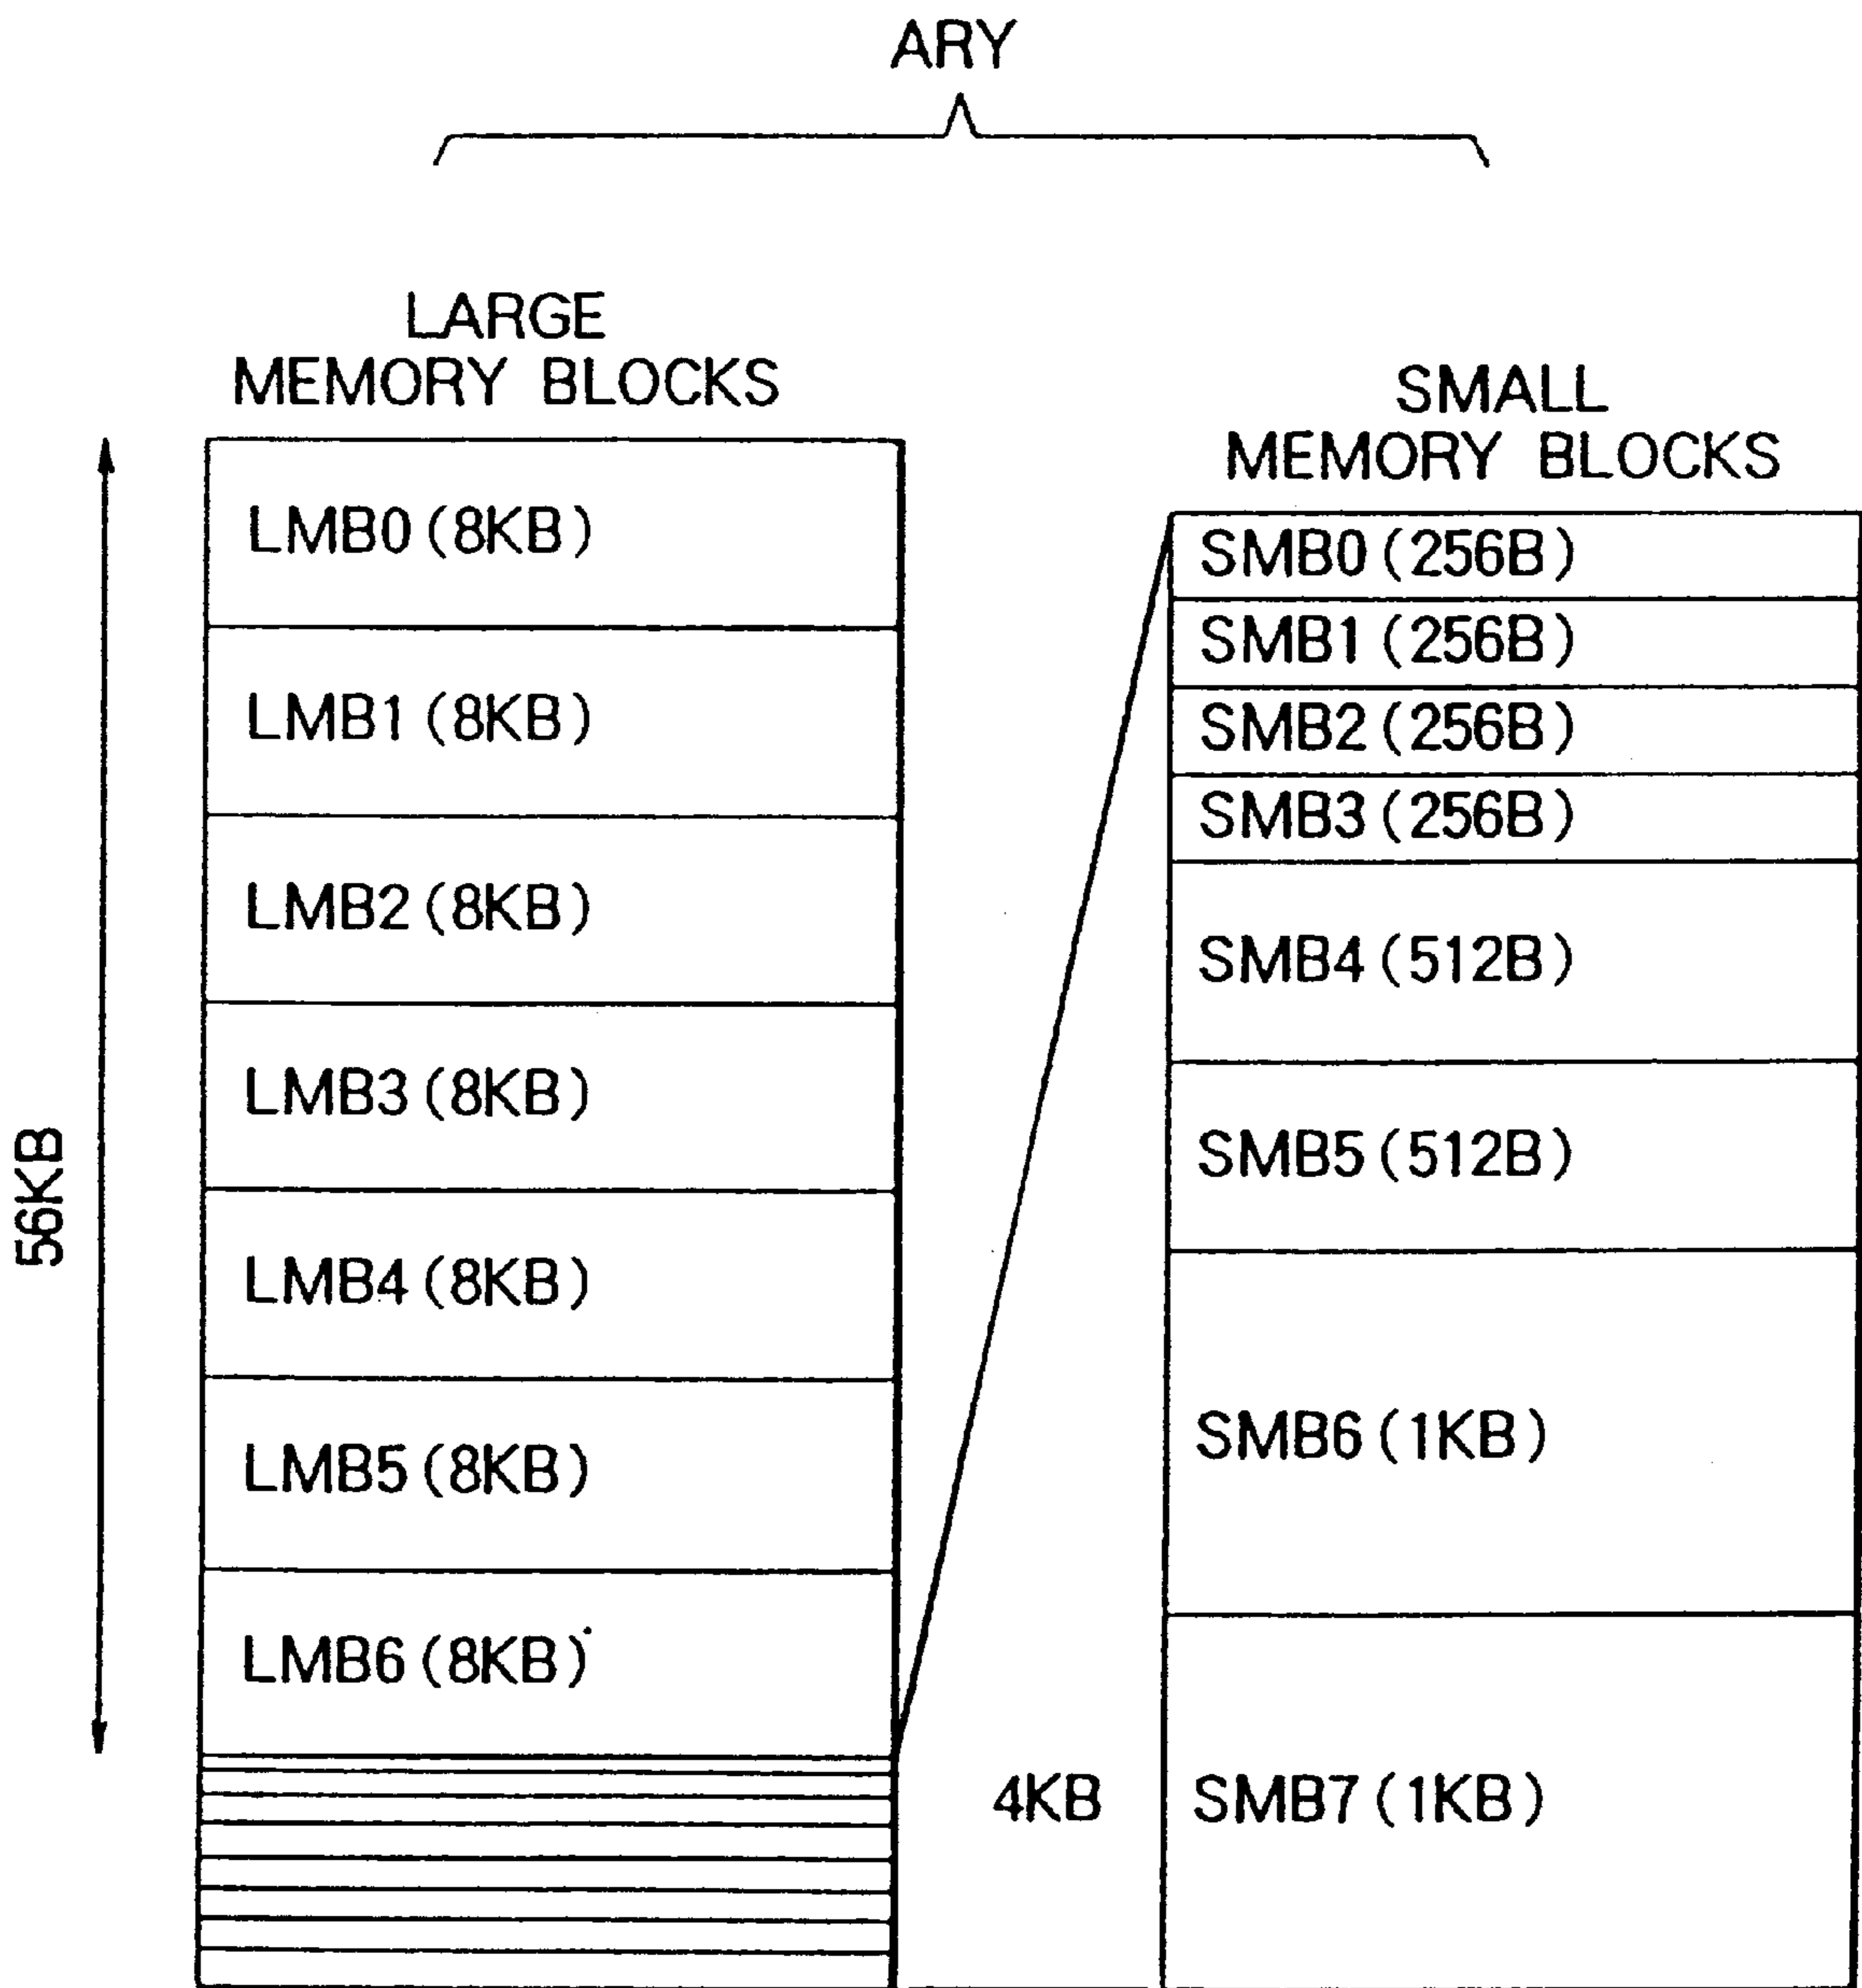 ARY
LARGE
MEMORY BLOCKS
SMALL
MEMORY BLOCKS
56KB
LMB0(8KB)
LMB1(8KB)
LMB2(8KB)
LMB3(8KB)
LMB4(8KB)
LMB5(8KB)
LMB6(8KB)
4KB
SMB0(256B)
SMB1(256B)
SMB2(256B)
SMB3(256B)
SMB4(512B)
SMB5(512B)
SMB6(1KB)
SMB7(1KB)